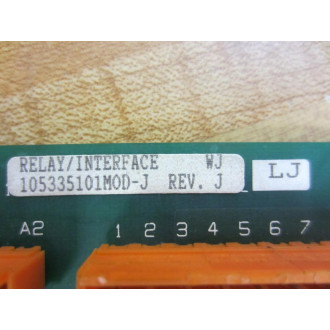 RELAY/INTERFACE WJ
105335101MOD-J REV. J
LJ
A2 1 2 3 4 5 6 7